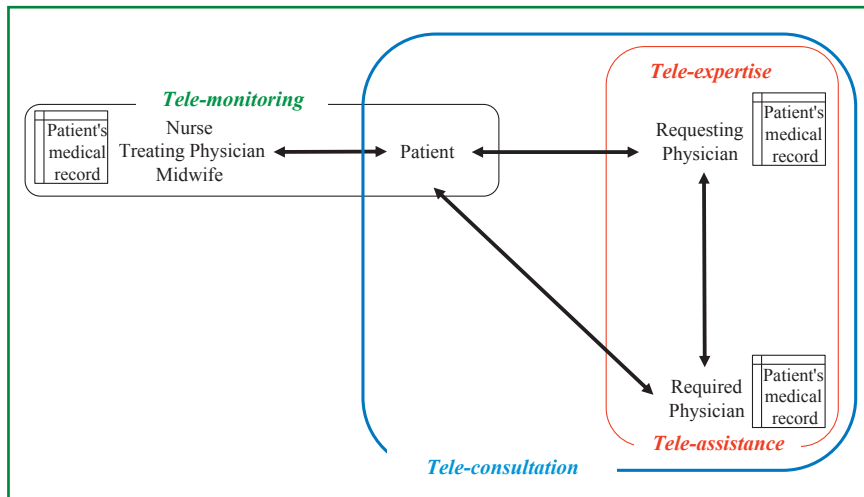 Tele-expertise
Tele-monitoring
Patient's
medical
record
Nurse
Treating Physician
Midwife
Patient
Requesting
Physician
Patient's
medical
record
Required
Physician
Patient's
medical
record
Tele-assistance
Tele-consultation